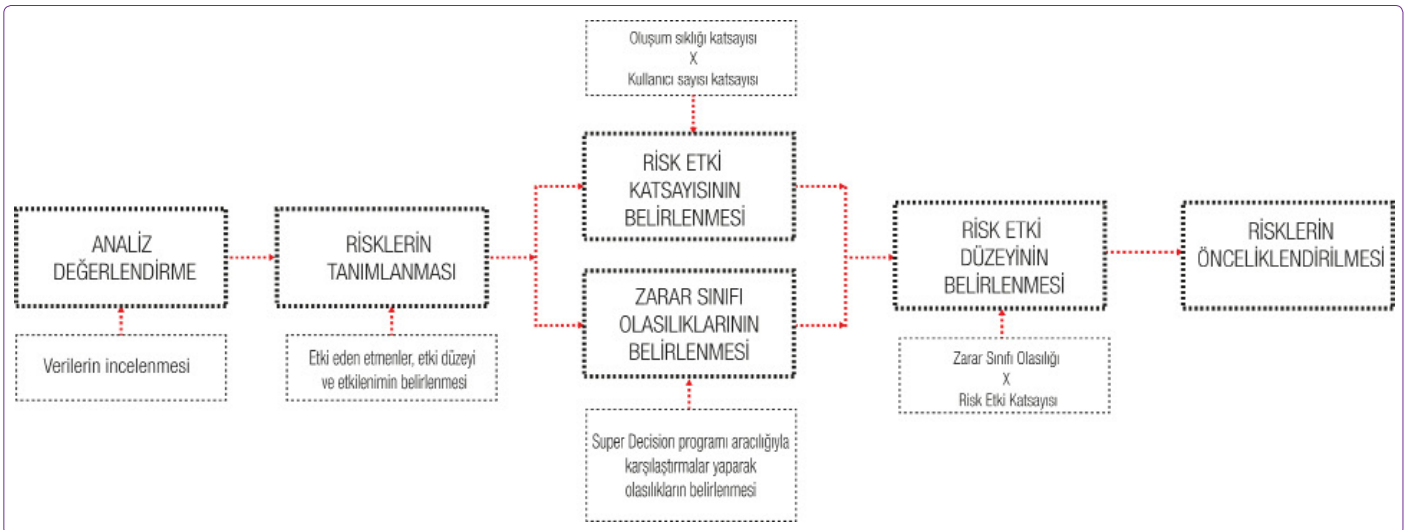 Oluşum sıklığı katsayısı
X
Kullanıcı sayısı katsayısı
RİSK ETKİ
KATSAYISININ
BELİRLENMESİ
ANALİZ
DEĞERLENDİRME
RİSKLERİN
TANIMLANMASI
ZARAR SINIFI
OLASILIKLARININ
BELİRLENMESİ
RİSK ETKİ
DÜZEYİNİN
BELİRLENMESİ
RİSKLERİN
ÖNCELİKLENDİRİLMESİ
Verilerin incelenmesi
Etki eden etmenler, etki düzeyi
ve etkilenimin belirlenmesi
Super Decision programı aracılığıyla
karşılaştırmalar yaparak
olasılıkların belirlenmesi
Zarar Sınıfı Olasılığı
X
Risk Etki Katsayısı